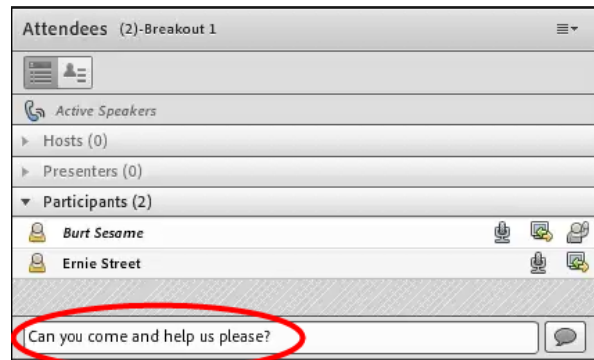 Attendees (2)-Breakout 1
Active Speakers
Hosts (0)
Presenters (0)
Participants (2)
Burt Sesame
Ernie Street
Can you come and help us please?